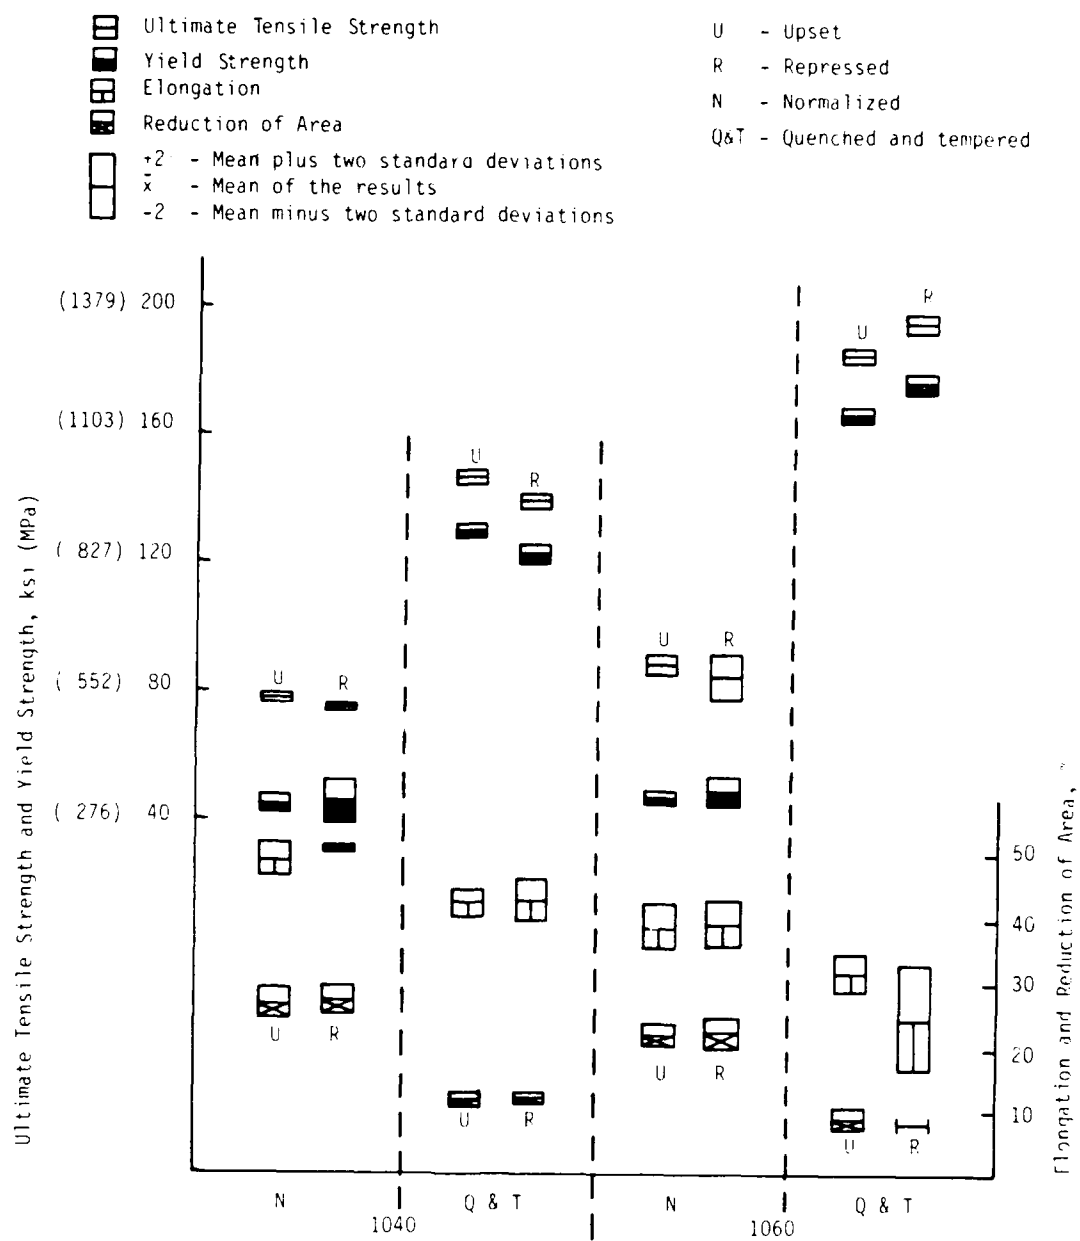 Ultimate Tensile Strength
Yield Strength
Elongation
Reduction of Area
+2 - Mean plus two standard deviations
x̄ - Mean of the results
-2 - Mean minus two standard deviations
U - Upset
R - Repressed
N - Normalized
Q&T - Quenched and tempered
Ultimate Tensile Strength and Yield Strength, ksi (MPa)
(1379) 200
(1103) 160
( 827) 120
( 552) 80
( 276) 40
U
R
U
R
U
R
U
R
U
R
U
R
U
R
U
R
50
40
30
20
10
Elongation and Reduction of Area,
N
Q & T
N
Q & T
1040
1060